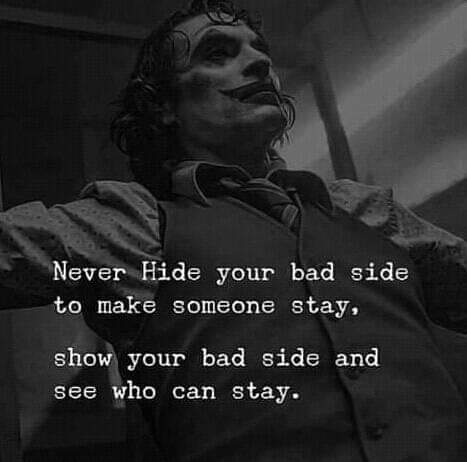 Never Hide your bad side
to make someone stay,
show your bad side and
see who can stay.